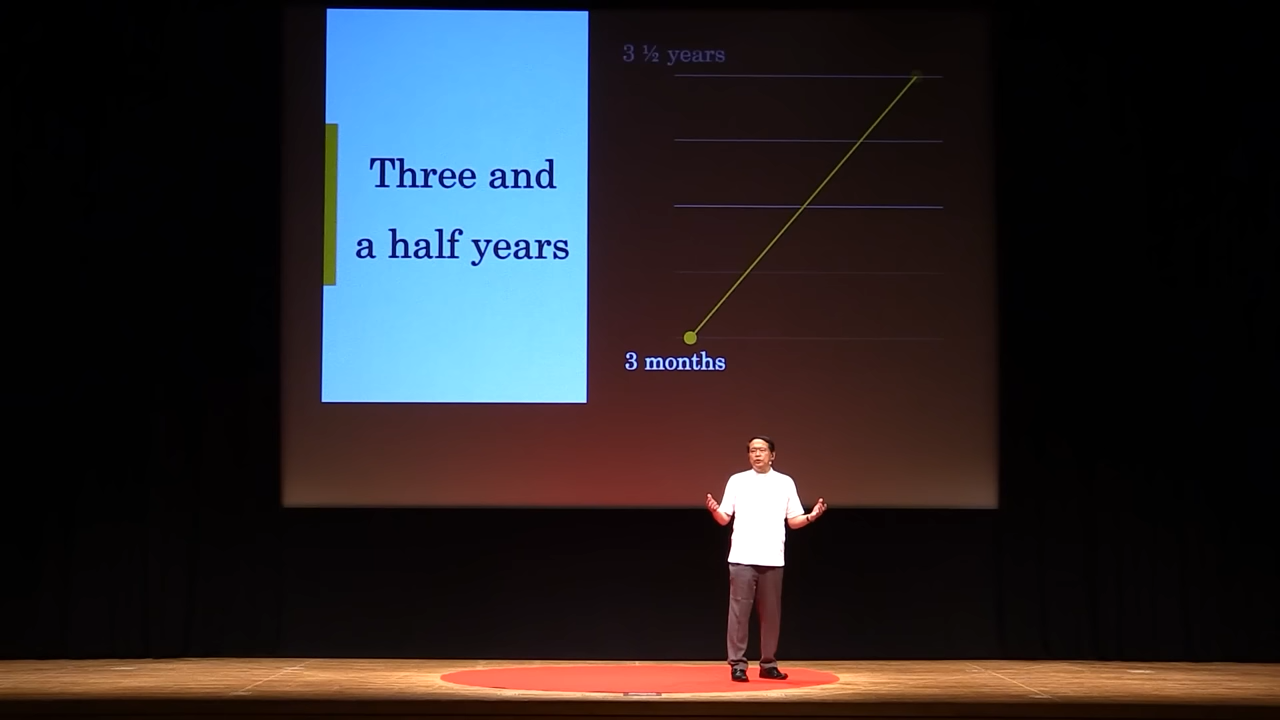 Three and
a half years
3 ½ years
3 months